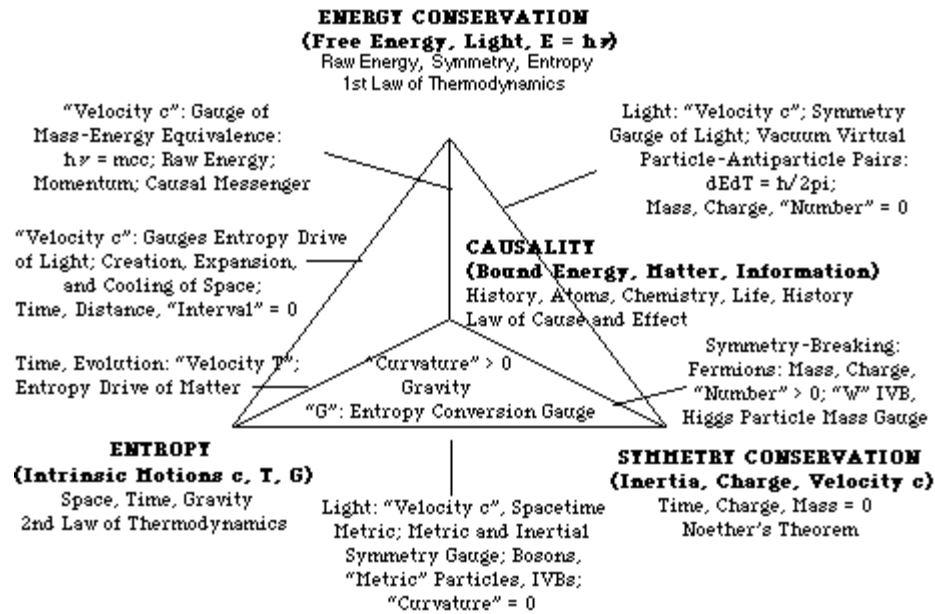 ENERGY CONSERVATION
(Free Energy, Light, E = hν)
Raw Energy, Symmetry, Entropy
1st Law of Thermodynamics
"Velocity c": Gauge of
Mass-Energy Equivalence:
hν = mcc; Raw Energy;
Momentum; Causal Messenger
Light: "Velocity c"; Symmetry
Gauge of Light; Vacuum Virtual
Particle-Antiparticle Pairs:
dEdT = h/2pi;
Mass, Charge, "Number" = 0
"Velocity c": Gauges Entropy Drive
of Light; Creation, Expansion,
and Cooling of Space;
Time, Distance, "Interval" = 0
CAUSALITY
(Bound Energy, Matter, Information)
History, Atoms, Chemistry, Life, History
Law of Cause and Effect
Time, Evolution: "Velocity T";
Entropy Drive of Matter
"Curvature" > 0
Gravity
"G": Entropy Conversion Gauge
Symmetry-Breaking:
Fermions: Mass, Charge,
"Number" > 0; "W" IVB,
Higgs Particle Mass Gauge
ENTROPY
(Intrinsic Motions c, T, G)
Space, Time, Gravity
2nd Law of Thermodynamics
Light: "Velocity c", Spacetime
Metric; Metric and Inertial
Symmetry Gauge; Bosons,
"Metric" Particles, IVBs;
"Curvature" = 0
SYMMETRY CONSERVATION
(Inertia, Charge, Velocity c)
Time, Charge, Mass = 0
Noether's Theorem